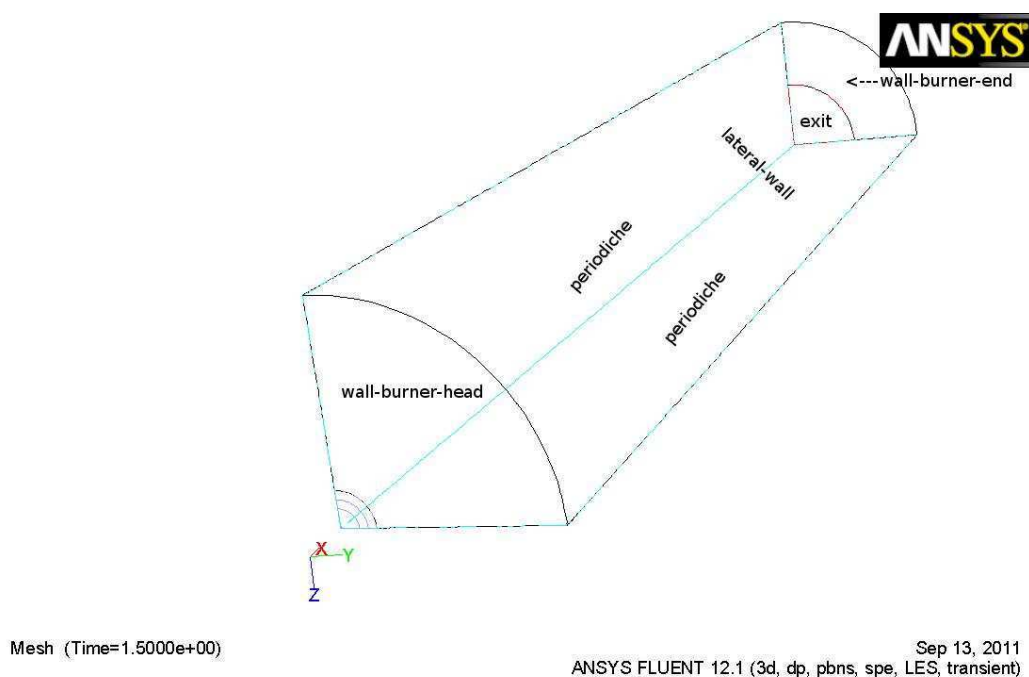 ANSYS
<---wall-burner-end
exit
lateral-wall
periodiche
periodiche
wall-burner-head
X
Y
Z
Mesh (Time=1.5000e+00)
Sep 13, 2011
ANSYS FLUENT 12.1 (3d, dp, pbns, spe, LES, transient)